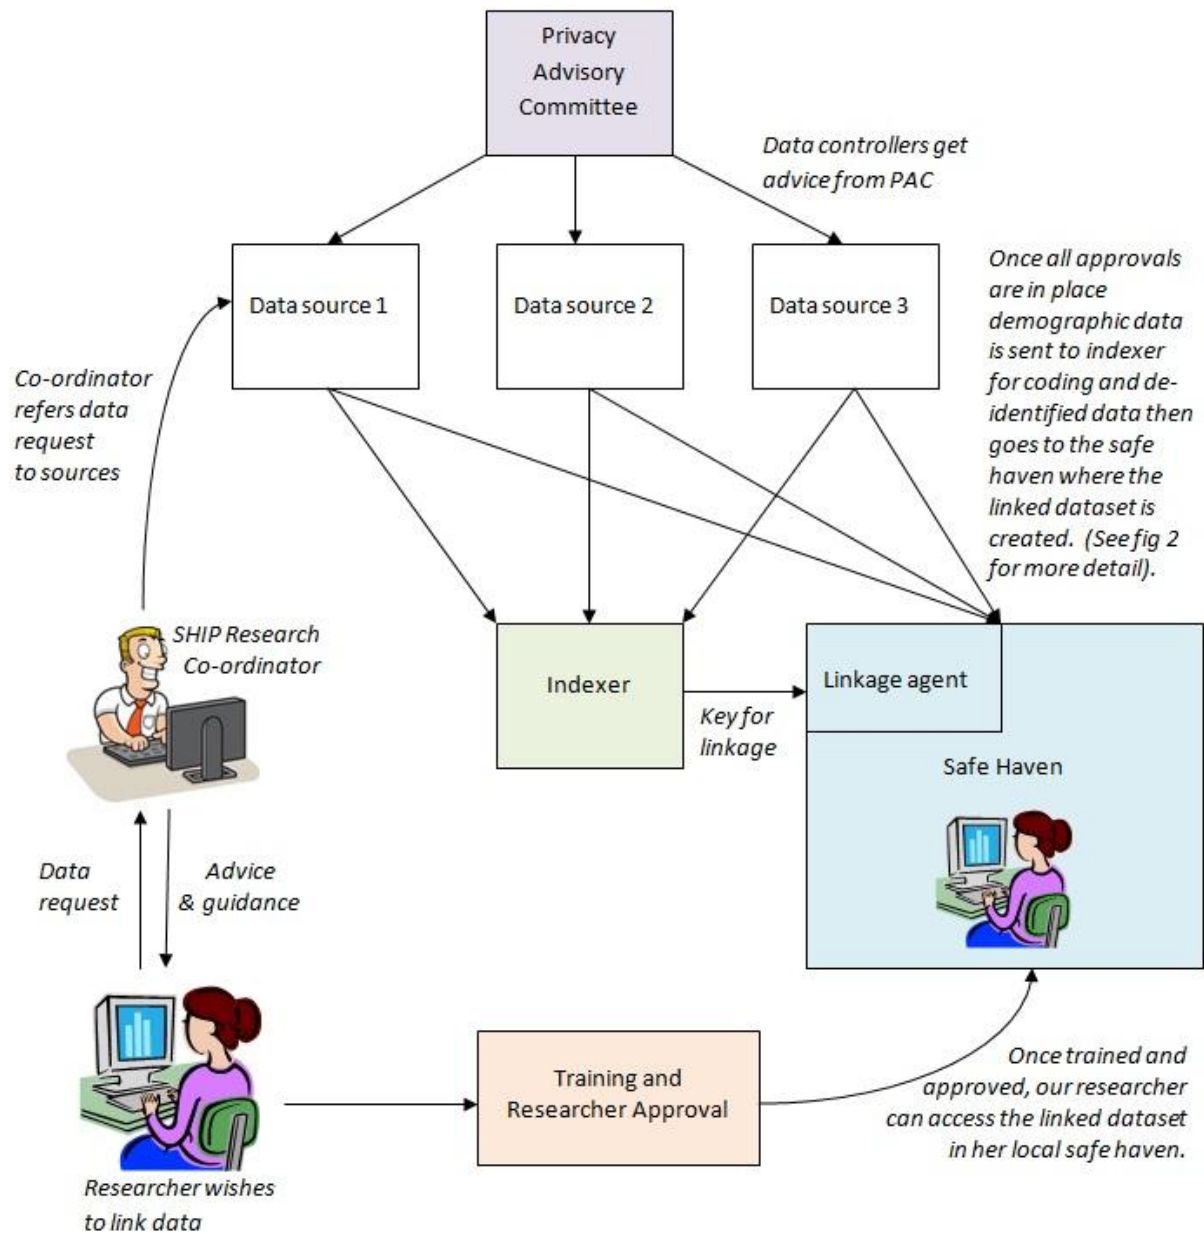 Privacy
Advisory
Committee
Data controllers get
advice from PAC
Data source 1
Data source 2
Data source 3
Once all approvals
are in place
demographic data
is sent to indexer
for coding and de-
identified data then
goes to the safe
haven where the
linked dataset is
created. (See fig 2
for more detail).
Co-ordinator
refers data
request
to sources
SHIP Research
Co-ordinator
Indexer
Key for
linkage
Linkage agent
Safe Haven
Data
request
Advice
& guidance
Training and
Researcher Approval
Once trained and
approved, our researcher
can access the linked dataset
in her local safe haven.
Researcher wishes
to link data